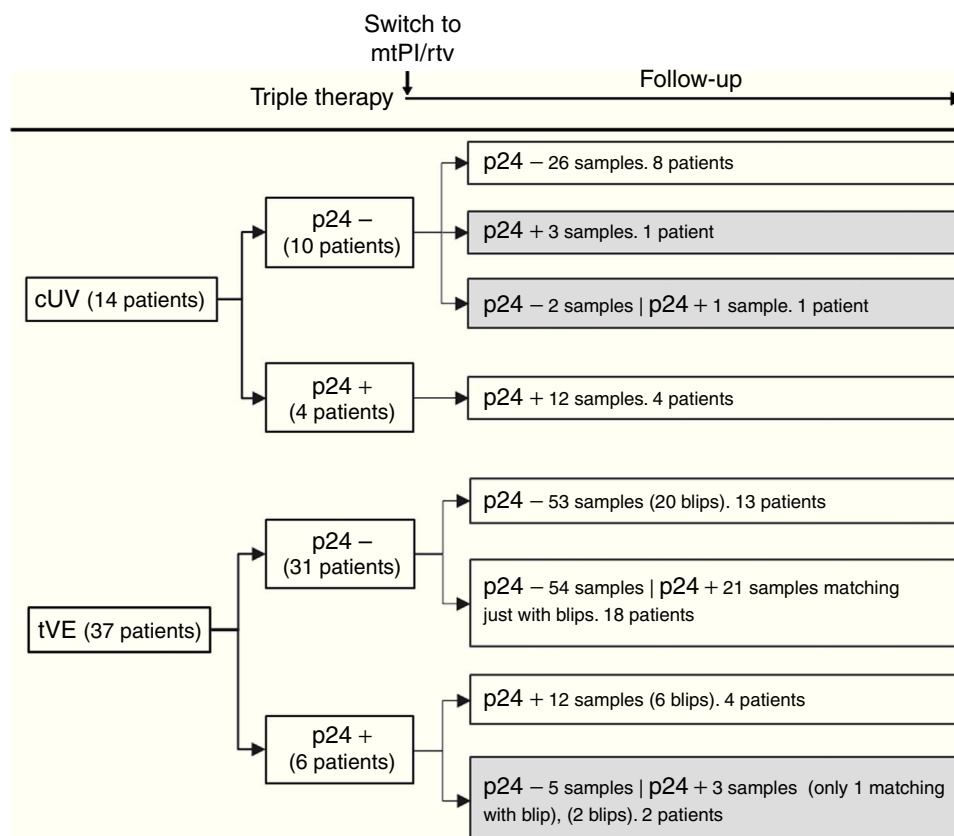 Switch to
mtPI/rtv
Triple therapy
Follow-up
cUV (14 patients)
p24 –
(10 patients)
p24 – 26 samples. 8 patients
p24 + 3 samples. 1 patient
p24 – 2 samples | p24 + 1 sample. 1 patient
p24 +
(4 patients)
p24 + 12 samples. 4 patients
tVE (37 patients)
p24 –
(31 patients)
p24 – 53 samples (20 blips). 13 patients
p24 – 54 samples | p24 + 21 samples matching
just with blips. 18 patients
p24 +
(6 patients)
p24 + 12 samples (6 blips). 4 patients
p24 – 5 samples | p24 + 3 samples (only 1 matching
with blip), (2 blips). 2 patients